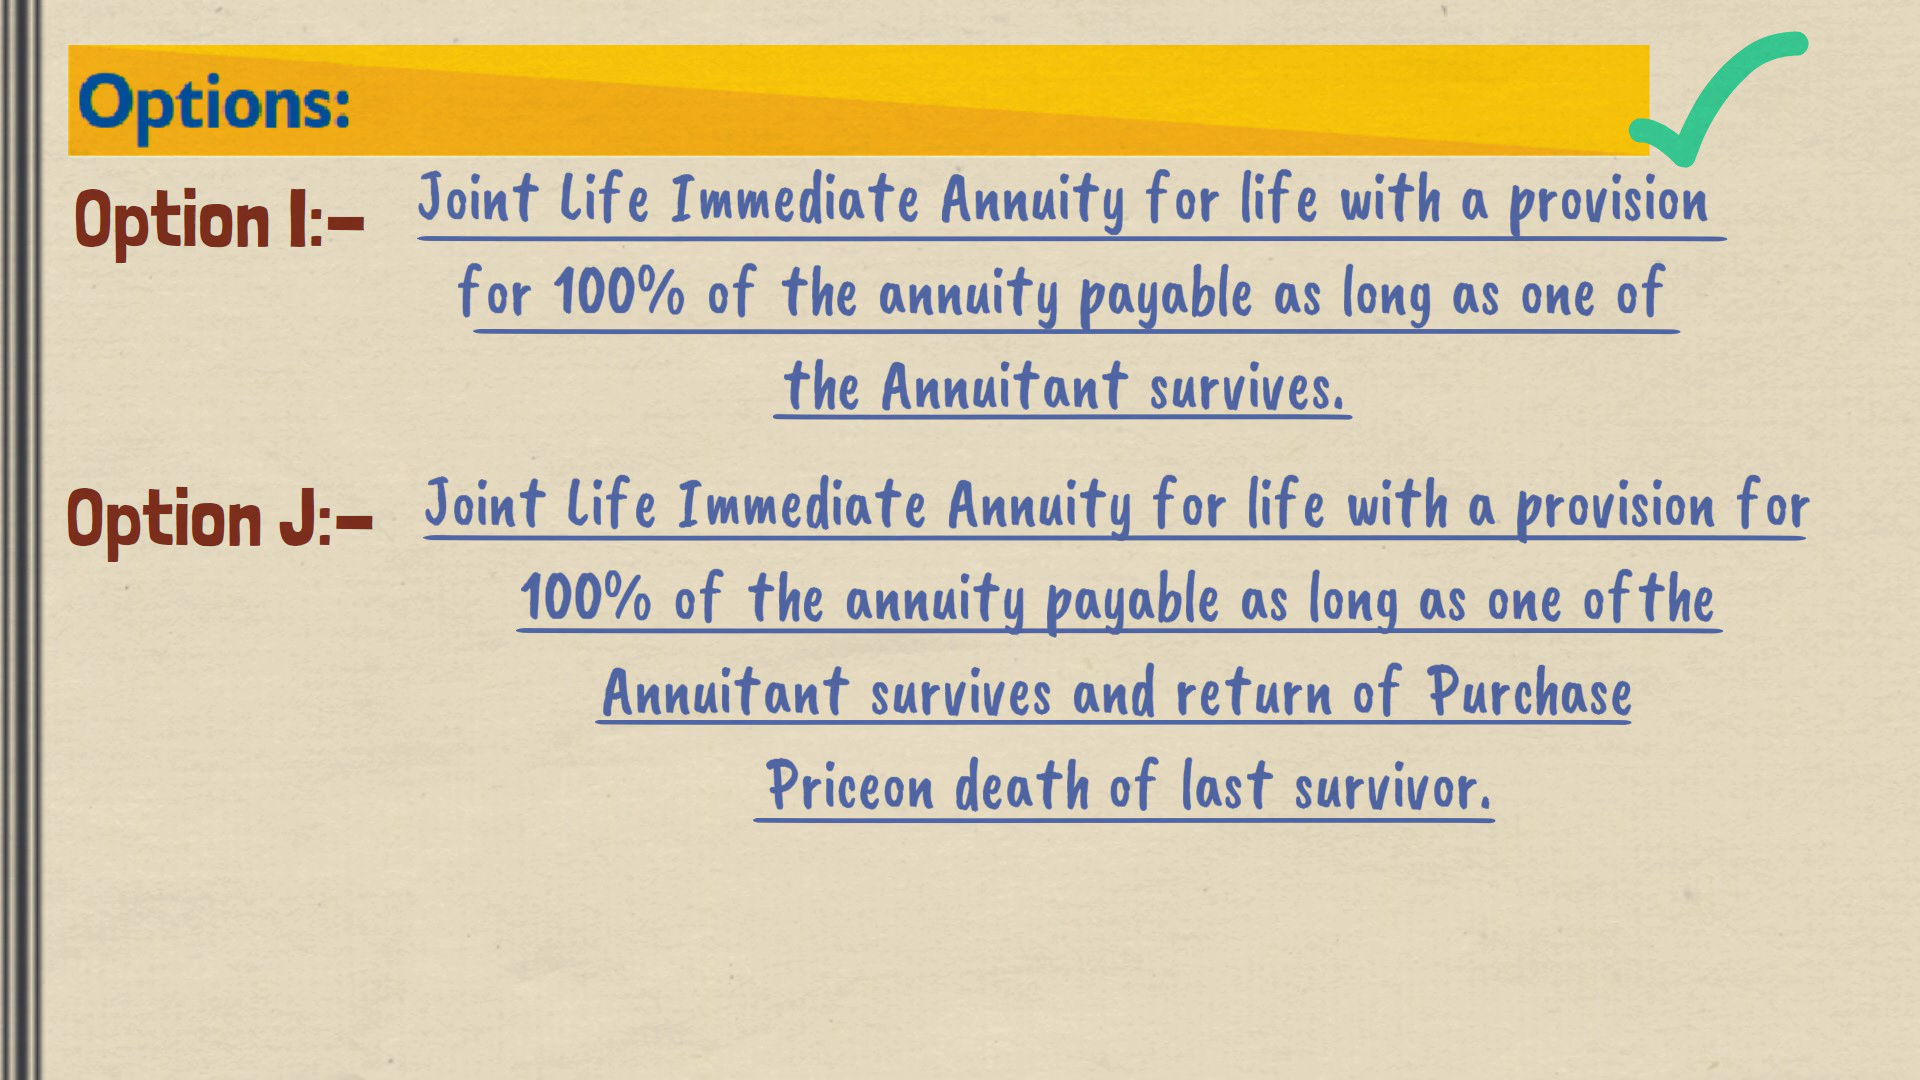 Options:
Option I:- Joint Life Immediate Annuity for life with a provision
for 100% of the annuity payable as long as one of
the Annuitant survives.
Option J:- Joint Life Immediate Annuity for life with a provision for
100% of the annuity payable as long as one ofthe
Annuitant survives and return of Purchase
Priceon death of last survivor.